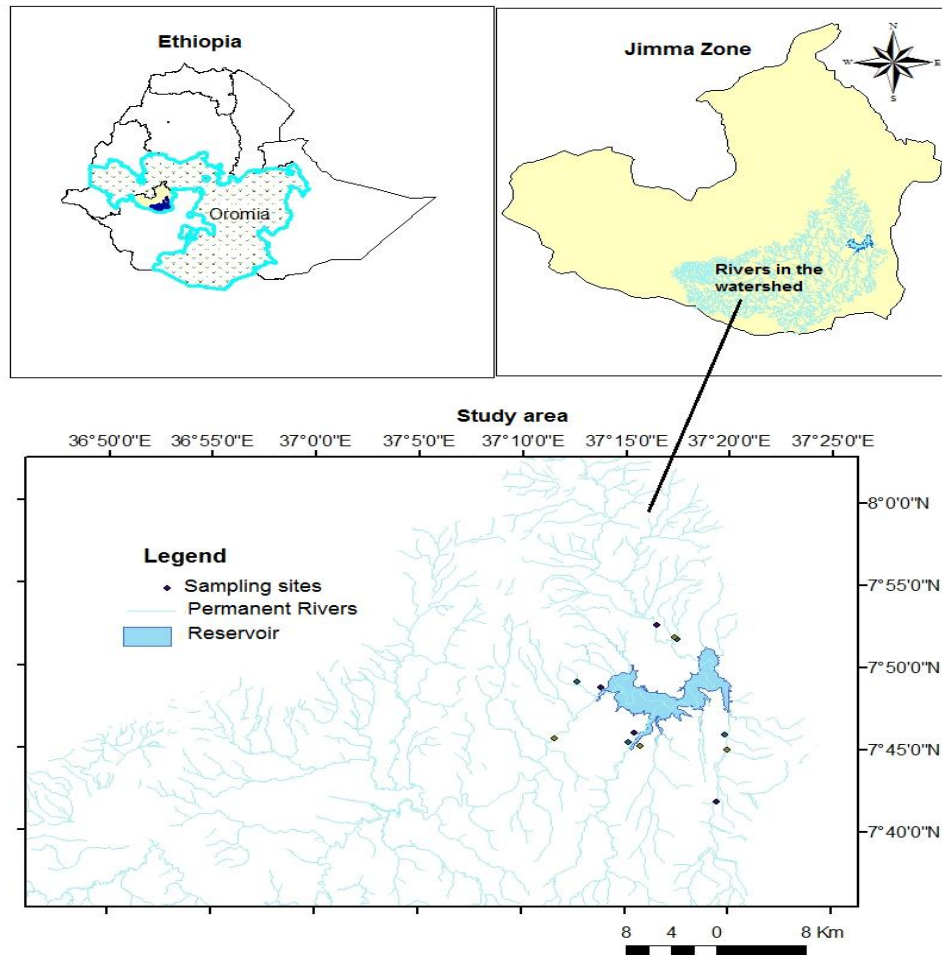 Ethiopia
Oromia
Jimma Zone
N
W
E
S
Rivers in the
watershed
Study area
36°50'0"E 36°55'0"E 37°0'0"E 37°5'0"E 37°10'0"E 37°15'0"E 37°20'0"E 37°25'0"E
8°0'0"N
7°55'0"N
7°50'0"N
7°45'0"N
7°40'0"N
Legend
Sampling sites
Permanent Rivers
Reservoir
8 4 0 8 Km